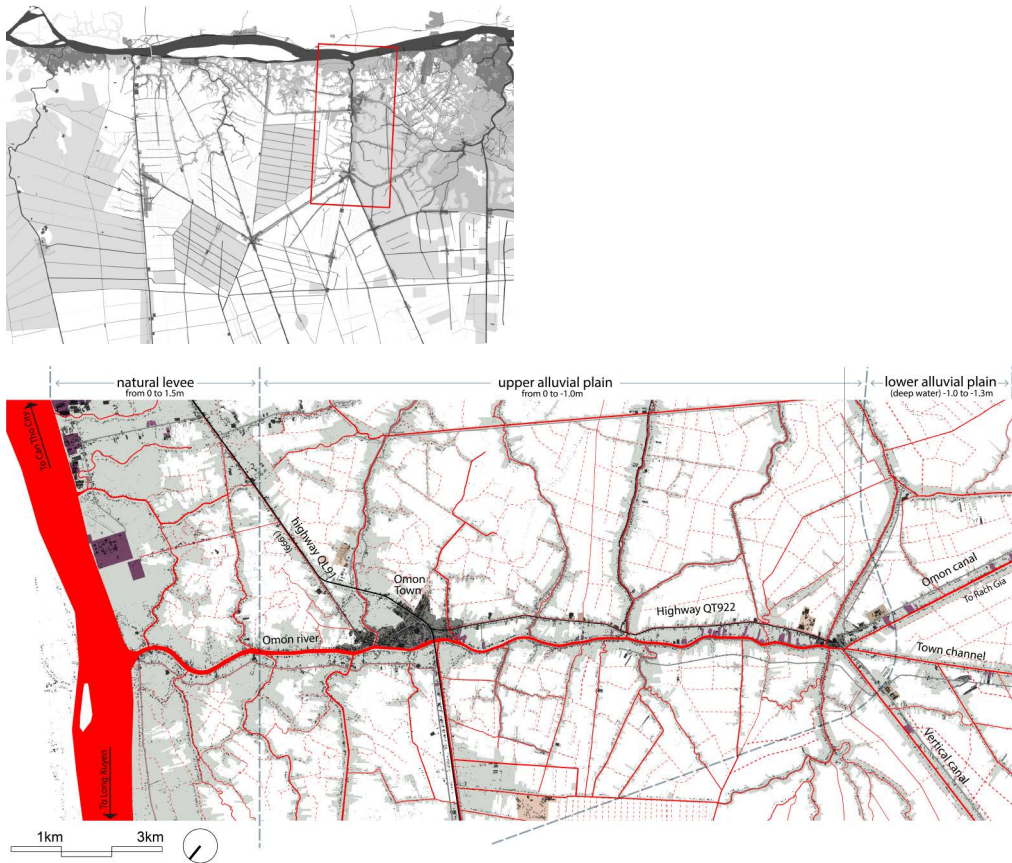 natural levee
from 0 to 1.5m
upper alluvial plain
from 0 to -1.0m
lower alluvial plain
(deep water) -1.0 to -1.3m
To Can Tho city
highway QL91
(1999)
Omon
Town
Omon river
Highway QT922
Omon canal
To Rach Gia
Town channel
Vertical canal
To Long Xuyen
1km
3km